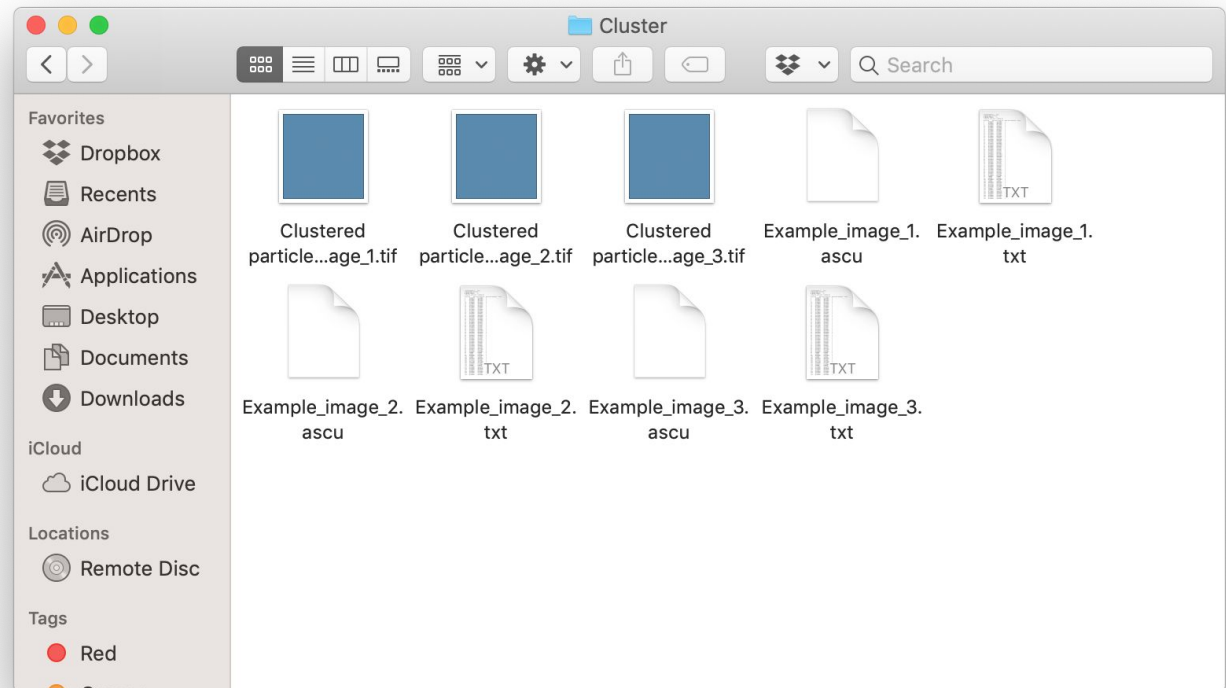 Cluster
Search
Favorites
Dropbox
Recents
AirDrop
Applications
Desktop
Documents
Downloads
iCloud
iCloud Drive
Locations
Remote Disc
Tags
Red
Clustered
particle...age_1.tif
Clustered
particle...age_2.tif
Clustered
particle...age_3.tif
Example_image_1.
ascu
TXT
Example_image_1.
txt
Example_image_2.
ascu
TXT
Example_image_2.
txt
Example_image_3.
ascu
TXT
Example_image_3.
txt